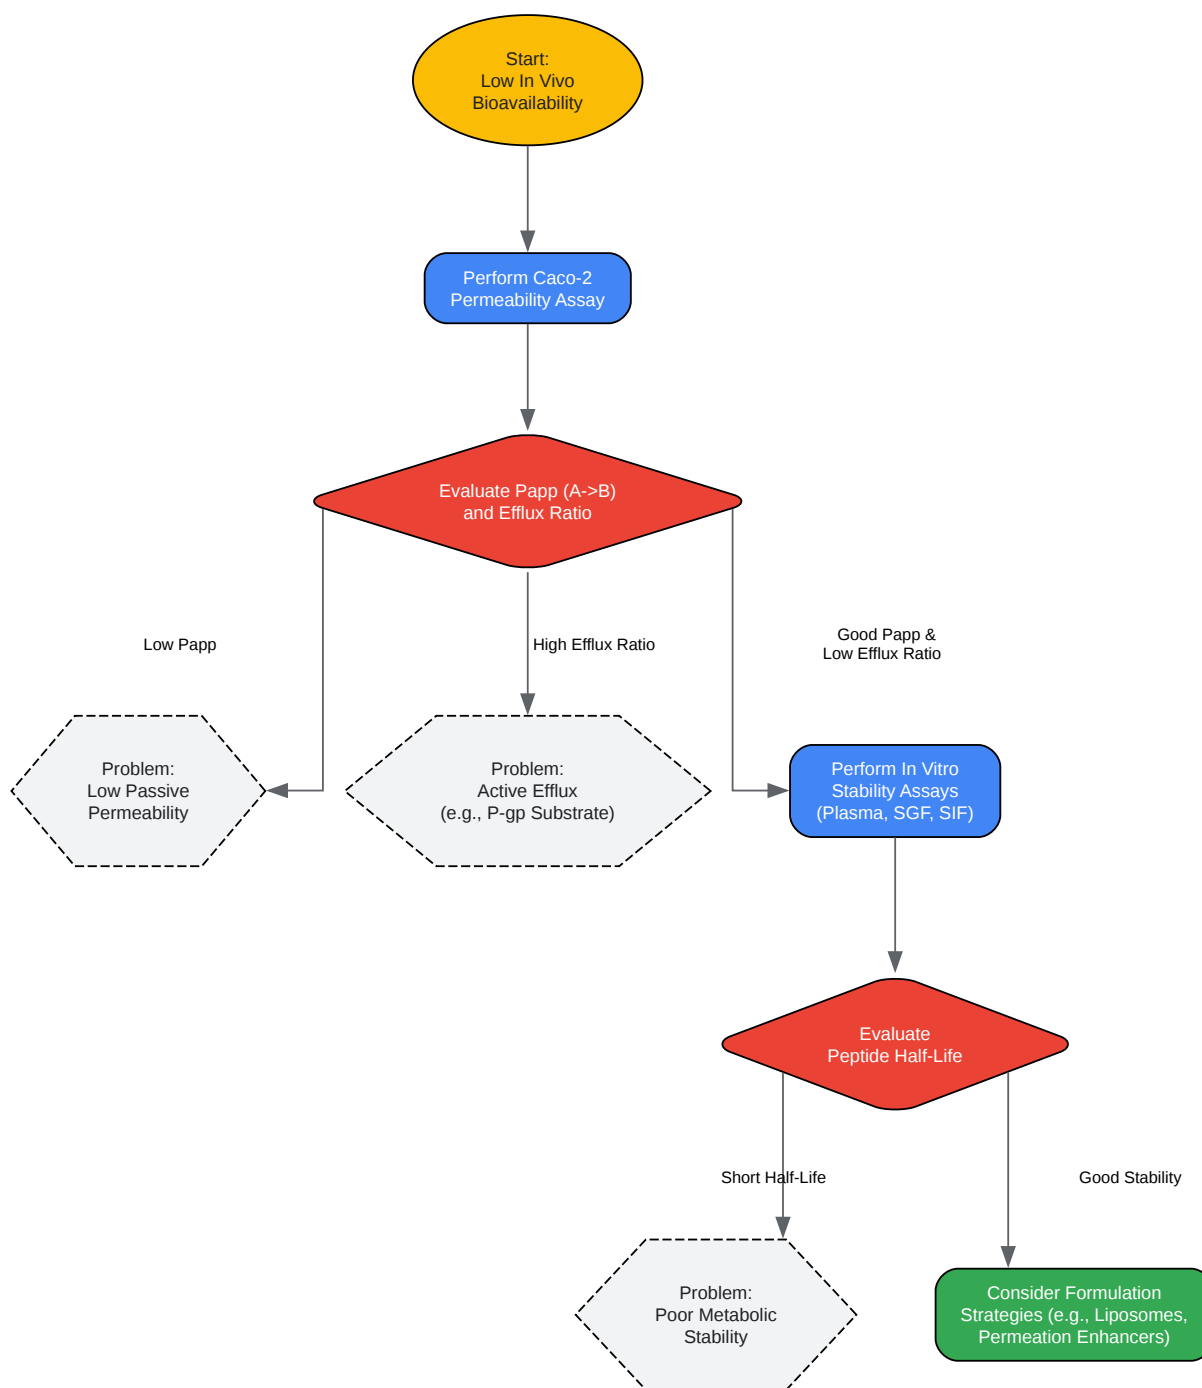 Start:
Low In Vivo
Bioavailability
Perform Caco-2
Permeability Assay
Evaluate Papp (A->B)
and Efflux Ratio
Low Papp
High Efflux Ratio
Good Papp &
Low Efflux Ratio
Problem:
Low Passive
Permeability
Problem:
Active Efflux
(e.g., P-gp Substrate)
Perform In Vitro
Stability Assays
(Plasma, SGF, SIF)
Evaluate
Peptide Half-Life
Short Half-Life
Good Stability
Problem:
Poor Metabolic
Stability
Consider Formulation
Strategies (e.g., Liposomes,
Permeation Enhancers)